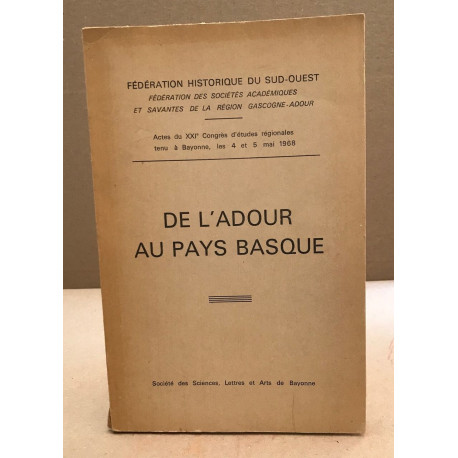 FÉDÉRATION HISTORIQUE DU SUD-OUEST
FÉDÉRATION DES SOCIÉTÉS ACADÉMIQUES
ET SAVANTES DE LA RÉGION GASCOGNE-ADOUR
Actes du XXIe Congrès d'études régionales
tenu à Bayonne, les 4 et 5 mai 1968
DE L'ADOUR
AU PAYS BASQUE
Société des Sciences, Lettres et Arts de Bayonne